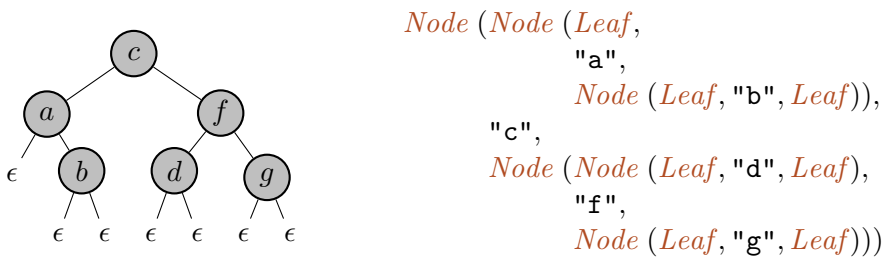 c
a
f
ϵ
b
d
g
ϵ ϵ ϵ ϵ ϵ ϵ
Node (Node (Leaf,
"a",
Node (Leaf, "b", Leaf)),
"c",
Node (Node (Leaf, "d", Leaf),
"f",
Node (Leaf, "g", Leaf)))